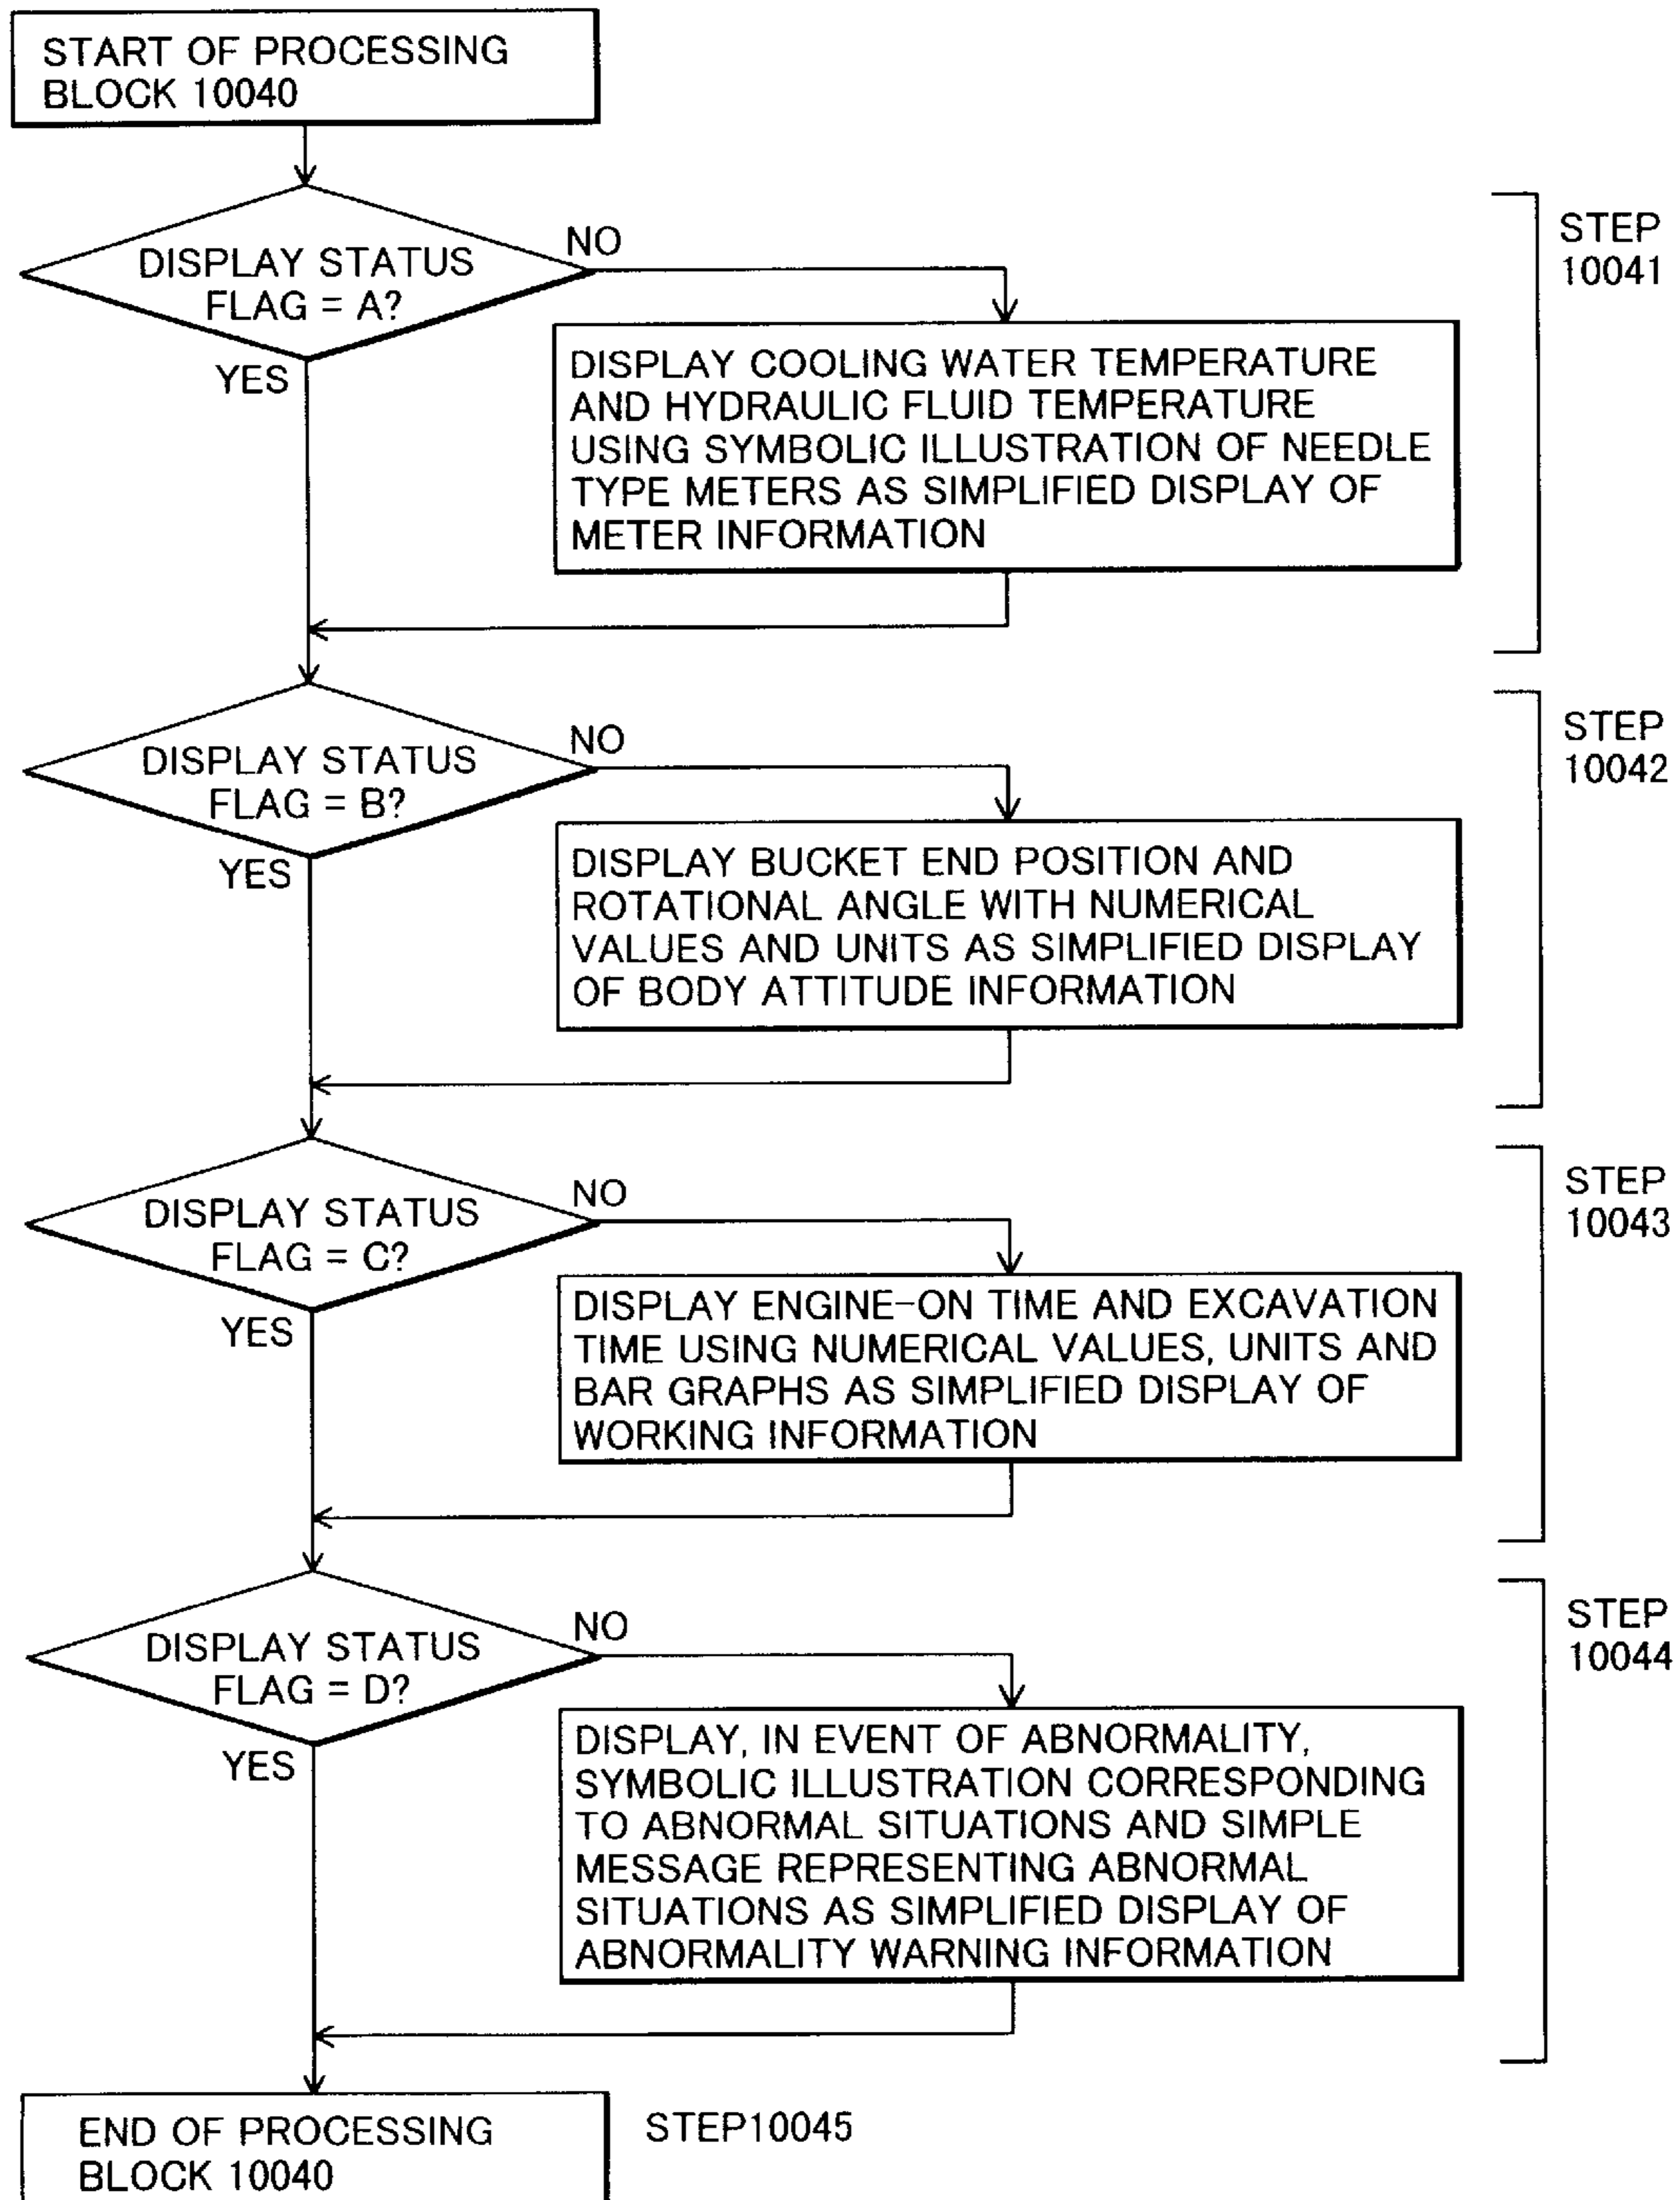 START OF PROCESSING
BLOCK 10040
DISPLAY STATUS
FLAG = A?
NO
YES
STEP
10041
DISPLAY COOLING WATER TEMPERATURE
AND HYDRAULIC FLUID TEMPERATURE
USING SYMBOLIC ILLUSTRATION OF NEEDLE
TYPE METERS AS SIMPLIFIED DISPLAY OF
METER INFORMATION
DISPLAY STATUS
FLAG = B?
NO
YES
STEP
10042
DISPLAY BUCKET END POSITION AND
ROTATIONAL ANGLE WITH NUMERICAL
VALUES AND UNITS AS SIMPLIFIED DISPLAY
OF BODY ATTITUDE INFORMATION
DISPLAY STATUS
FLAG = C?
NO
YES
STEP
10043
DISPLAY ENGINE-ON TIME AND EXCAVATION
TIME USING NUMERICAL VALUES, UNITS AND
BAR GRAPHS AS SIMPLIFIED DISPLAY OF
WORKING INFORMATION
DISPLAY STATUS
FLAG = D?
NO
YES
STEP
10044
DISPLAY, IN EVENT OF ABNORMALITY,
SYMBOLIC ILLUSTRATION CORRESPONDING
TO ABNORMAL SITUATIONS AND SIMPLE
MESSAGE REPRESENTING ABNORMAL
SITUATIONS AS SIMPLIFIED DISPLAY OF
ABNORMALITY WARNING INFORMATION
END OF PROCESSING
BLOCK 10040
STEP10045